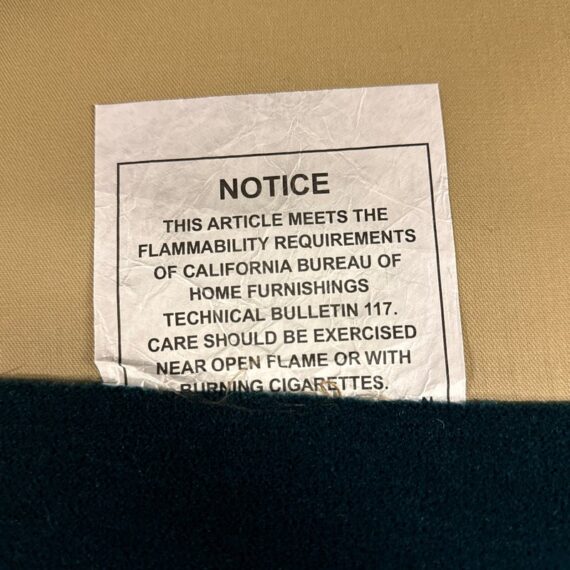 NOTICE
THIS ARTICLE MEETS THE
FLAMMABILITY REQUIREMENTS
OF CALIFORNIA BUREAU OF
HOME FURNISHINGS
TECHNICAL BULLETIN 117.
CARE SHOULD BE EXERCISED
NEAR OPEN FLAME OR WITH
BURNING CIGARETTES.